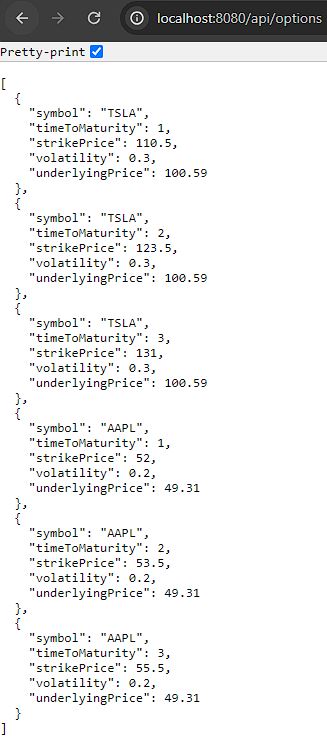 localhost:8080/api/options
Pretty-print
[
  {
    "symbol": "TSLA",
    "timeToMaturity": 1,
    "strikePrice": 110.5,
    "volatility": 0.3,
    "underlyingPrice": 100.59
  },
  {
    "symbol": "TSLA",
    "timeToMaturity": 2,
    "strikePrice": 123.5,
    "volatility": 0.3,
    "underlyingPrice": 100.59
  },
  {
    "symbol": "TSLA",
    "timeToMaturity": 3,
    "strikePrice": 131,
    "volatility": 0.3,
    "underlyingPrice": 100.59
  },
  {
    "symbol": "AAPL",
    "timeToMaturity": 1,
    "strikePrice": 52,
    "volatility": 0.2,
    "underlyingPrice": 49.31
  },
  {
    "symbol": "AAPL",
    "timeToMaturity": 2,
    "strikePrice": 53.5,
    "volatility": 0.2,
    "underlyingPrice": 49.31
  },
  {
    "symbol": "AAPL",
    "timeToMaturity": 3,
    "strikePrice": 55.5,
    "volatility": 0.2,
    "underlyingPrice": 49.31
  }
]